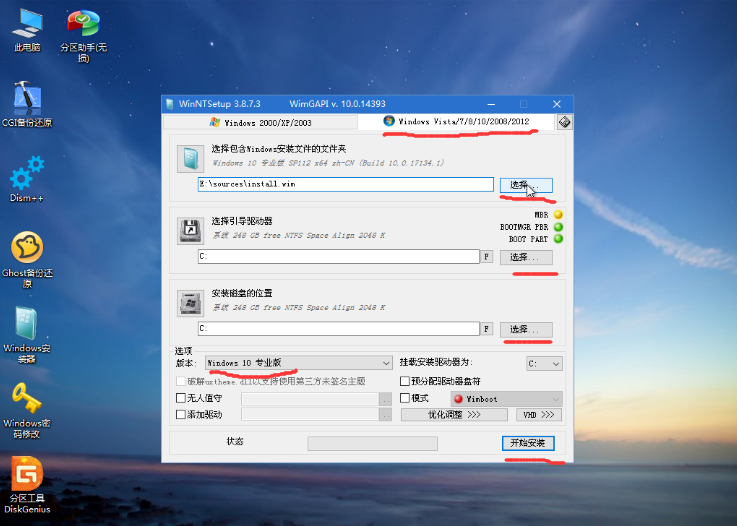 此电脑
分区助手(无
损)
CGI备份还原
Dism++
Ghost备份还
原
Windows安
装器
Windows密
码修改
分区工具
DiskGenius
WinNTSetup 3.8.7.3 WimGAPI v. 10.0.14393
Windows 2000/XP/2003
Windows Vista/7/8/10/2008/2012
选择包含Windows安装文件的文件夹
Windows 10 专业版 SP112 x64 zh-CN (Build 10.0.17134.1)
E:\sources\install.wim
选择...
选择引导驱动器
系统 248 GB free NTFS Space Align 2048 K
MBR
BOOTMGR PBR
BOOT PART
C:
F
选择...
安装磁盘的位置
系统 248 GB free NTFS Space Align 2048 K
C:
F
选择...
选项
版本: Windows 10 专业版
挂载安装驱动器为: C:
破解uxtheme.dll以支持使用第三方未签名主题
预分配驱动器盘符
无人值守 ..
模式 Wimboot
添加驱动 ..
优化调整 >>>
VHD >>>
状态
开始安装